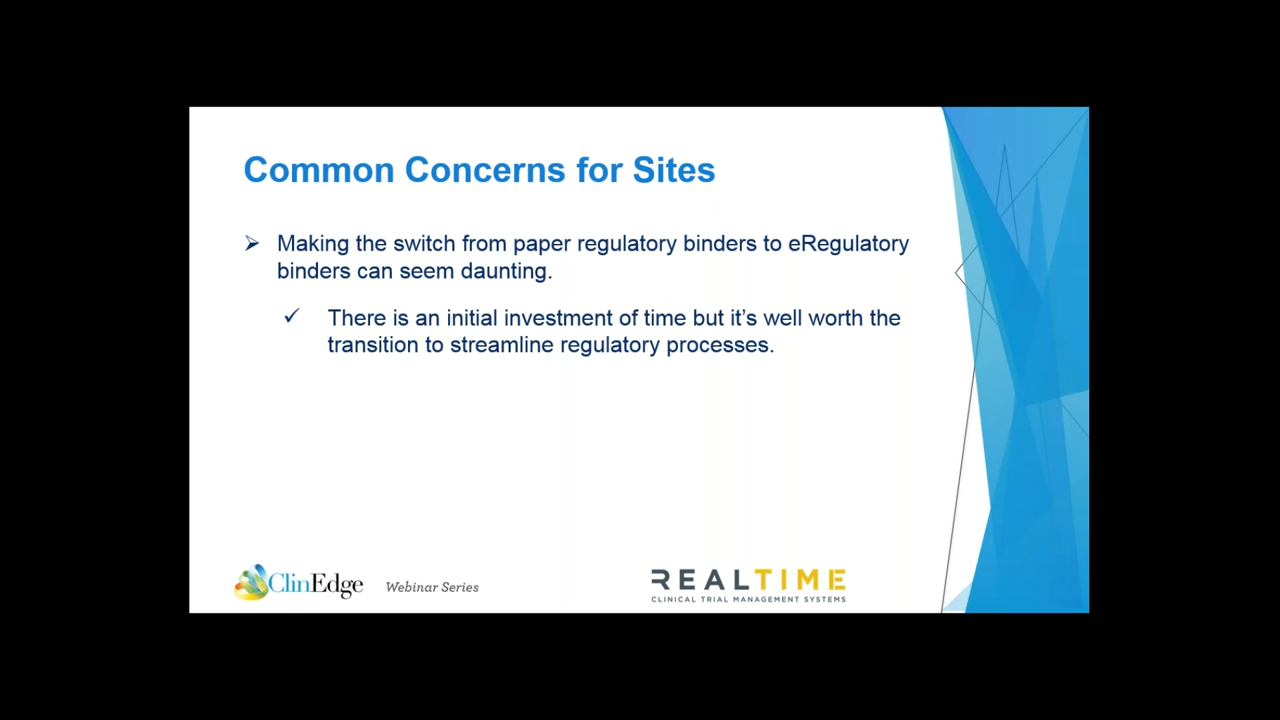 Common Concerns for Sites
Making the switch from paper regulatory binders to eRegulatory
binders can seem daunting.
There is an initial investment of time but it’s well worth the
transition to streamline regulatory processes.
ClinEdge Webinar Series
REALTIME
CLINICAL TRIAL MANAGEMENT SYSTEMS